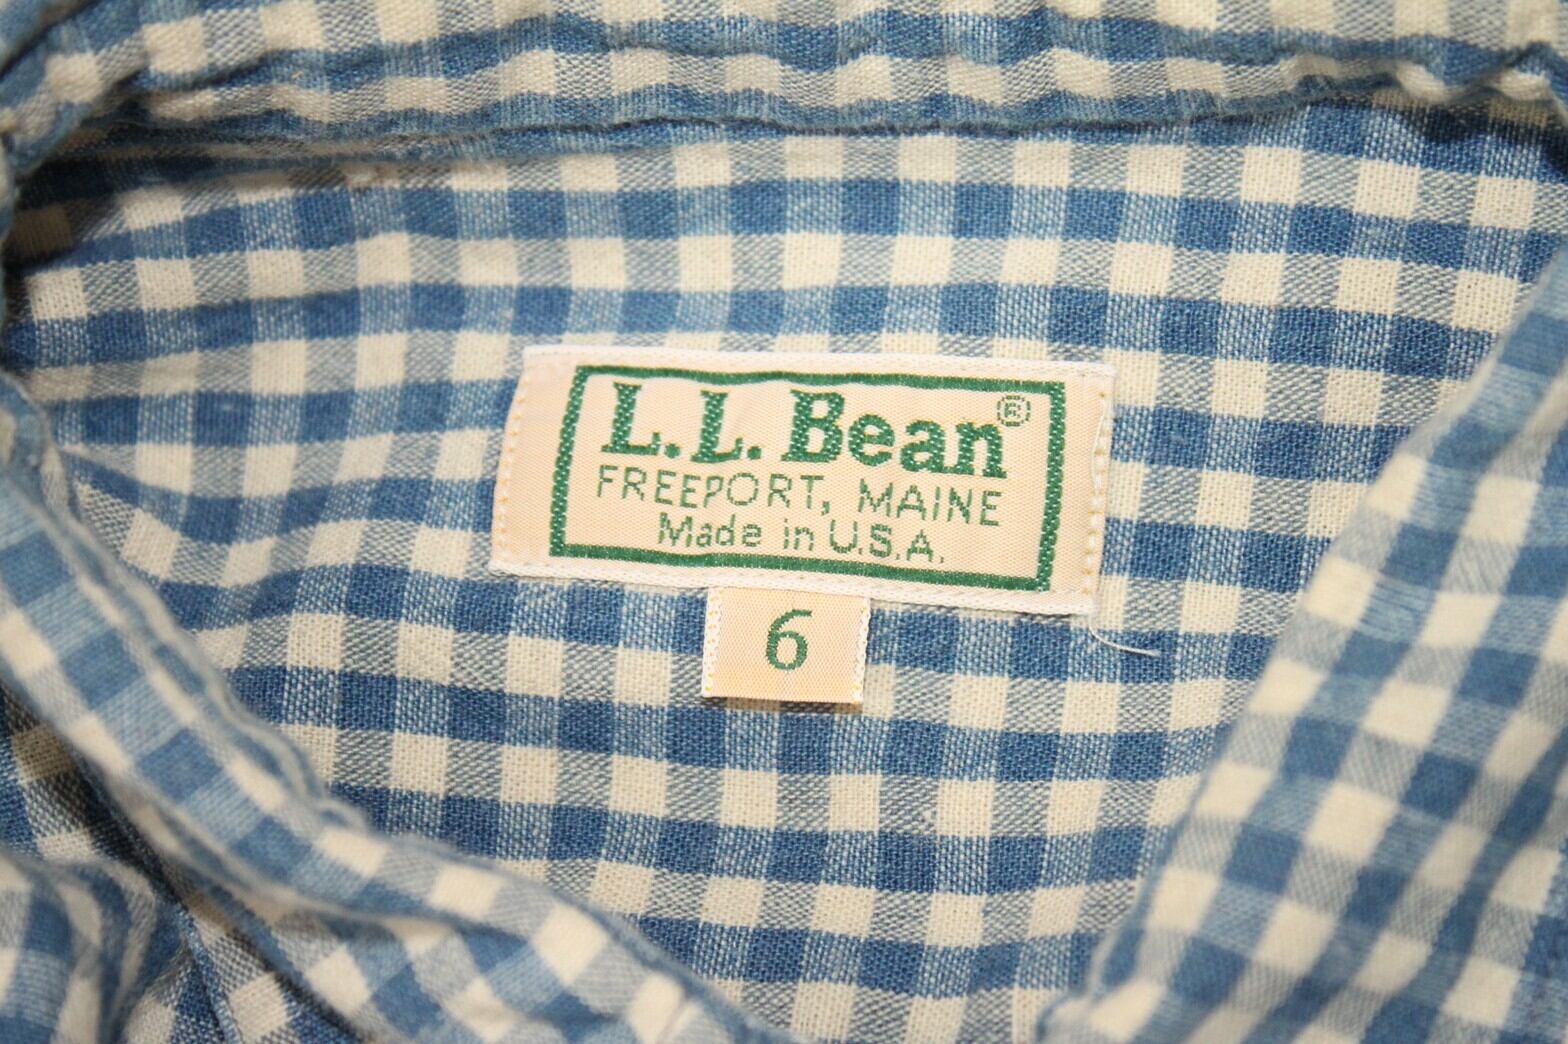 L.L.Bean®
FREEPORT, MAINE
Made in U.S.A.
6